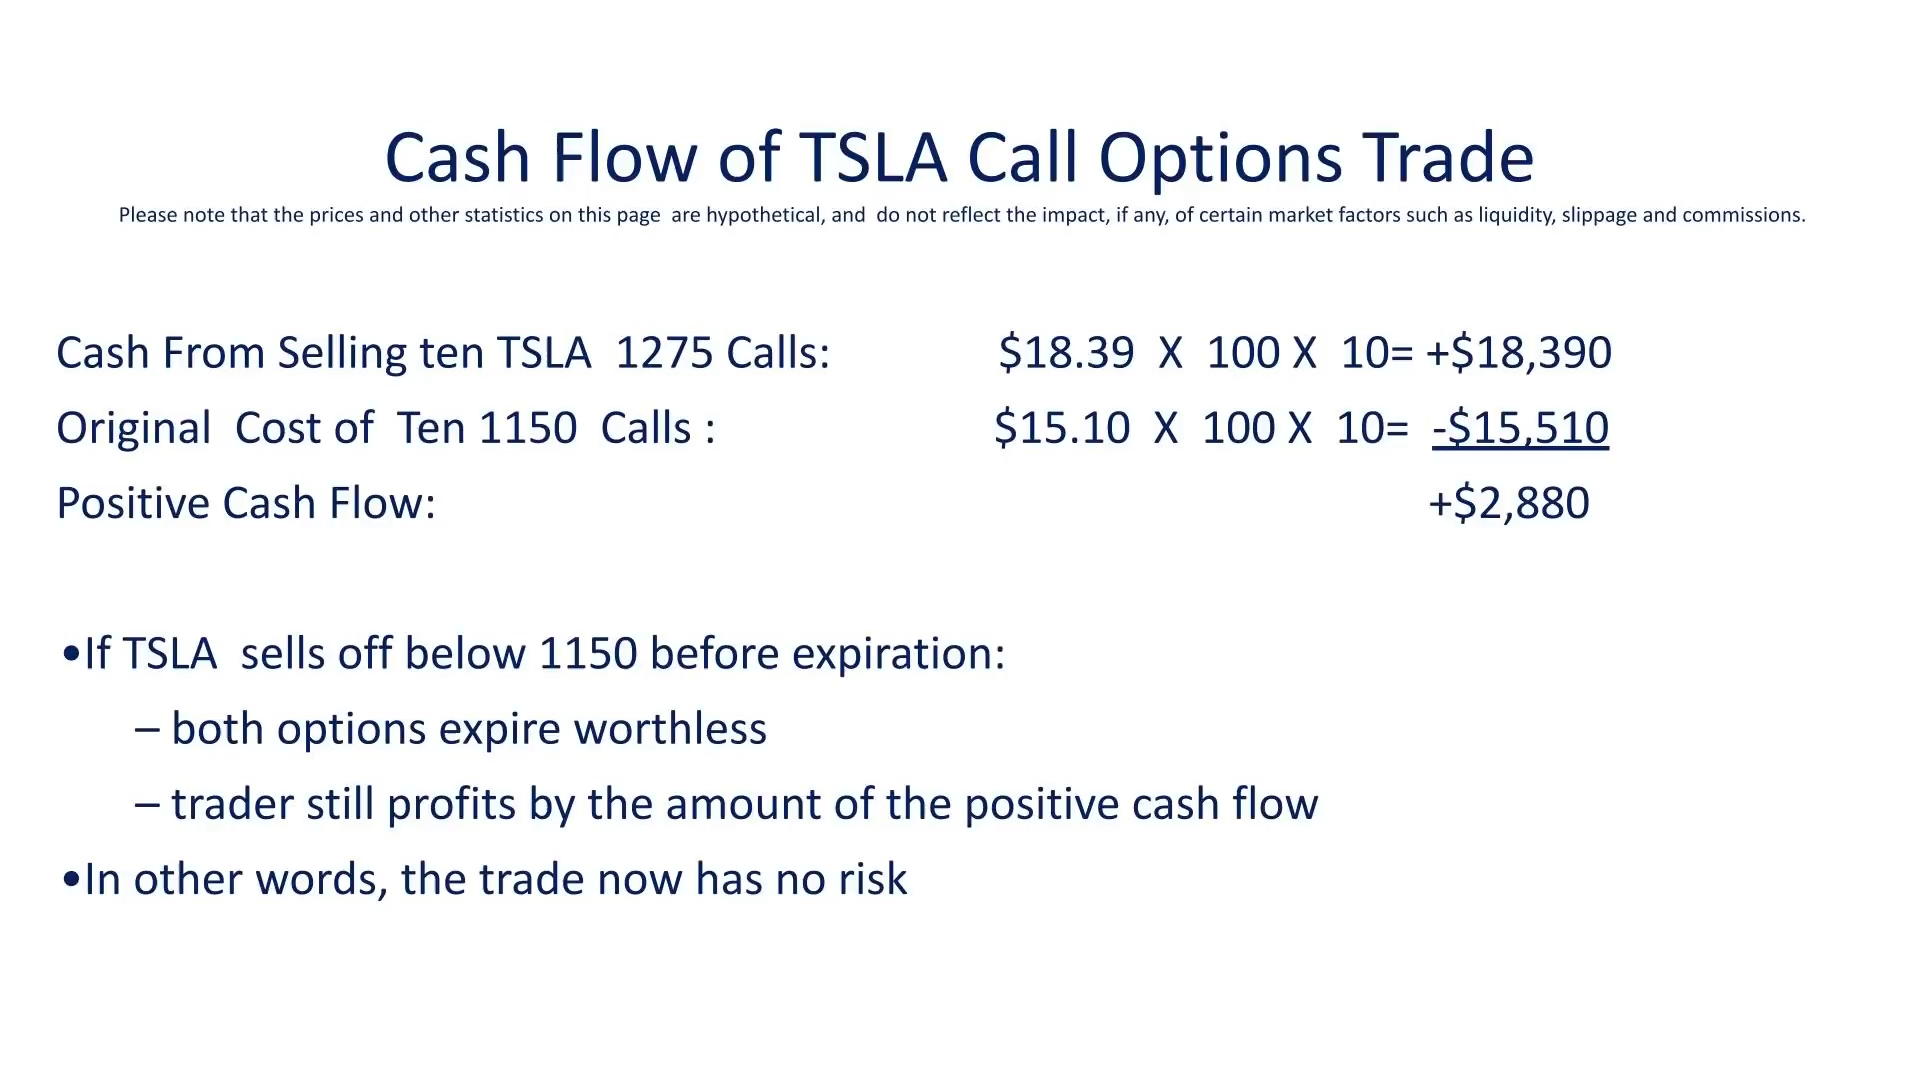 Cash Flow of TSLA Call Options Trade
Please note that the prices and other statistics on this page are hypothetical, and do not reflect the impact, if any, of certain market factors such as liquidity, slippage and commissions.
Cash From Selling ten TSLA 1275 Calls: $18.39 X 100 X 10= +$18,390
Original Cost of Ten 1150 Calls : $15.10 X 100 X 10= -$15,510
Positive Cash Flow: +$2,880
•If TSLA sells off below 1150 before expiration:
– both options expire worthless
– trader still profits by the amount of the positive cash flow
•In other words, the trade now has no risk